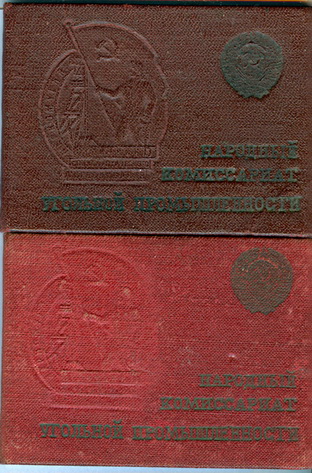 НАРОДНЫЙ
КОМИССАРИАТ
УГОЛЬНОЙ ПРОМЫШЛЕННОСТИ
НАРОДНЫЙ
КОМИССАРИАТ
УГОЛЬНОЙ ПРОМЫШЛЕННОСТИ